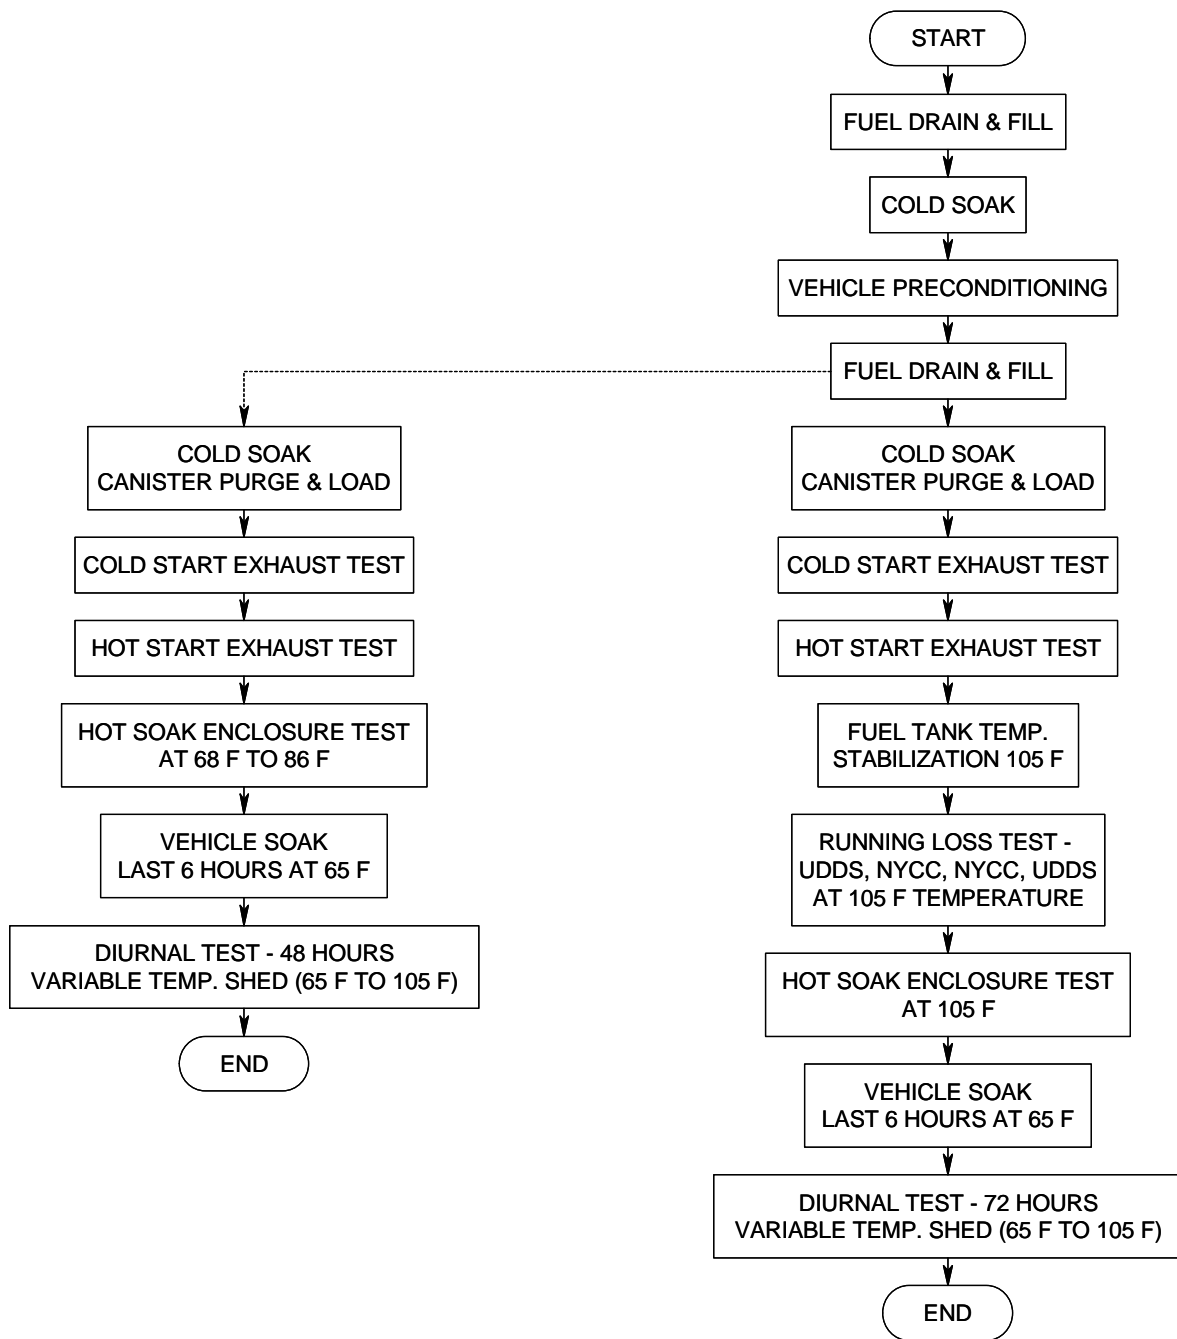 START
FUEL DRAIN & FILL
COLD SOAK
VEHICLE PRECONDITIONING
FUEL DRAIN & FILL
COLD SOAK
CANISTER PURGE & LOAD
COLD START EXHAUST TEST
HOT START EXHAUST TEST
HOT SOAK ENCLOSURE TEST
AT 68 F TO 86 F
VEHICLE SOAK
LAST 6 HOURS AT 65 F
DIURNAL TEST - 48 HOURS
VARIABLE TEMP. SHED (65 F TO 105 F)
END
COLD SOAK
CANISTER PURGE & LOAD
COLD START EXHAUST TEST
HOT START EXHAUST TEST
FUEL TANK TEMP.
STABILIZATION 105 F
RUNNING LOSS TEST -
UDDS, NYCC, NYCC, UDDS
AT 105 F TEMPERATURE
HOT SOAK ENCLOSURE TEST
AT 105 F
VEHICLE SOAK
LAST 6 HOURS AT 65 F
DIURNAL TEST - 72 HOURS
VARIABLE TEMP. SHED (65 F TO 105 F)
END